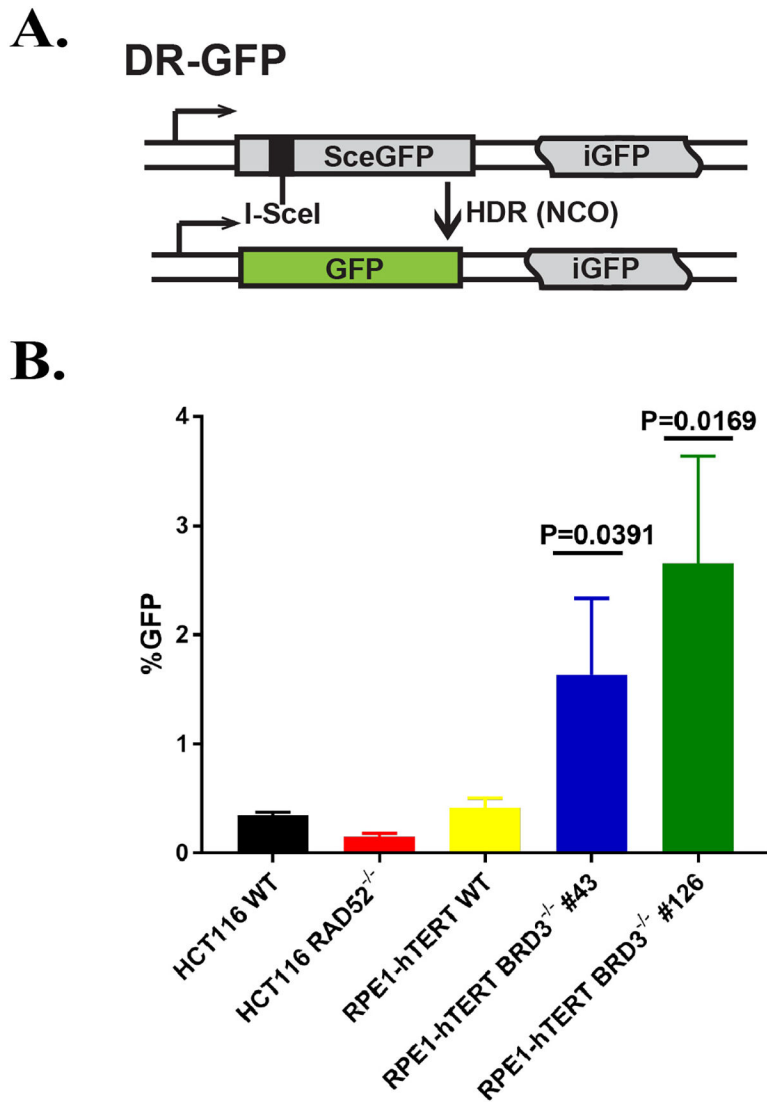 A.
DR-GFP
SceGFP
iGFP
I-SceI
HDR (NCO)
GFP
iGFP
B.
P=0.0169
P=0.0391
%GFP
4
3
2
1
0
HCT116 WT
HCT116 RAD52⁻/⁻
RPE1-hTERT WT
RPE1-hTERT BRD3⁻/⁻ #43
RPE1-hTERT BRD3⁻/⁻ #126